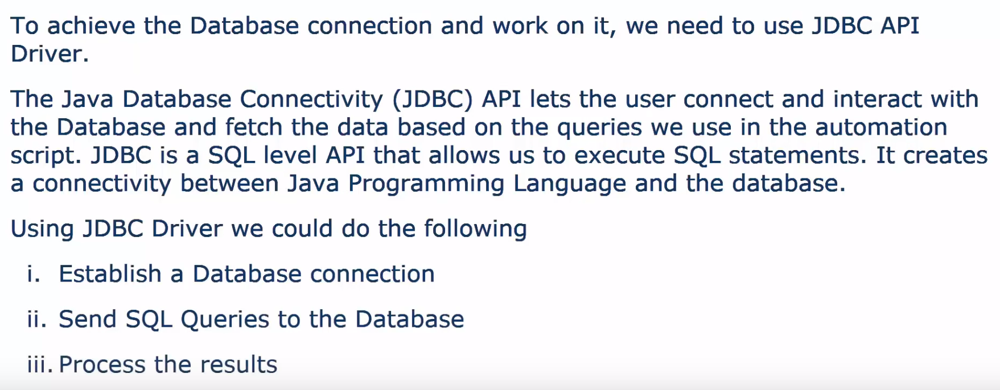 To achieve the Database connection and work on it, we need to use JDBC API
Driver.
The Java Database Connectivity (JDBC) API lets the user connect and interact with
the Database and fetch the data based on the queries we use in the automation
script. JDBC is a SQL level API that allows us to execute SQL statements. It creates
a connectivity between Java Programming Language and the database.
Using JDBC Driver we could do the following
i. Establish a Database connection
ii. Send SQL Queries to the Database
iii. Process the results